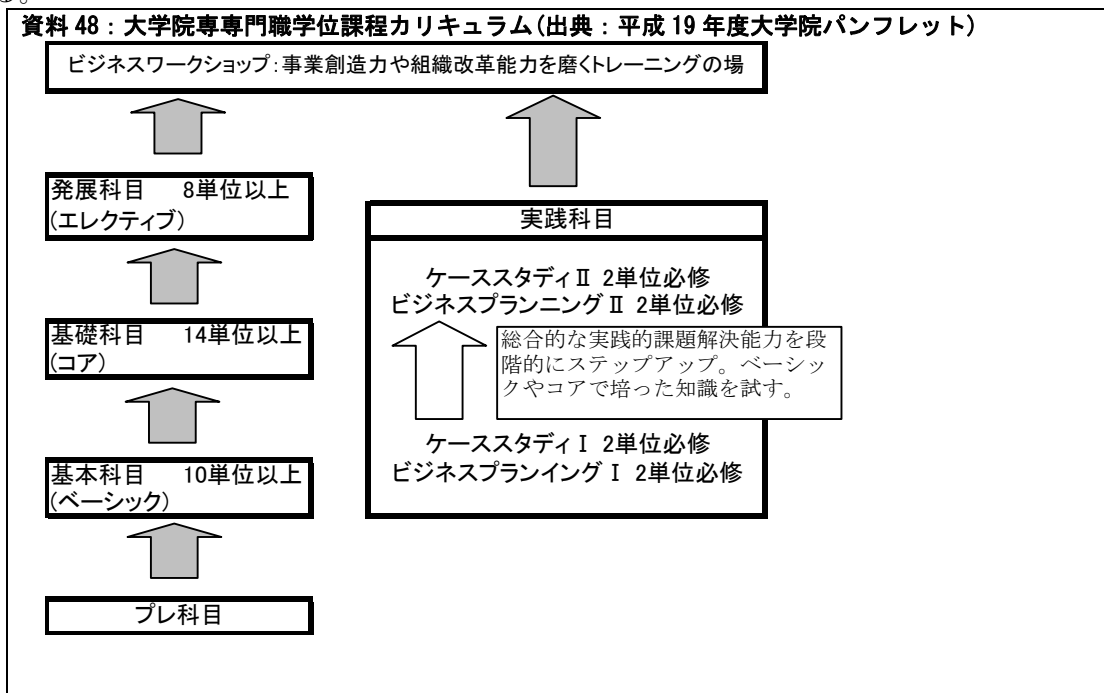 る。
資料 48：大学院専専門職学位課程カリキュラム(出典：平成 19 年度大学院パンフレット)
ビジネスワークショップ：事業創造力や組織改革能力を磨くトレーニングの場
発展科目　8単位以上
(エレクティブ)
基礎科目　14単位以上
(コア)
基本科目　10単位以上
(ベーシック)
プレ科目
実践科目
ケーススタディⅡ 2単位必修
ビジネスプランニングⅡ 2単位必修
総合的な実践的課題解決能力を段
階的にステップアップ。ベーシッ
クやコアで培った知識を試す。
ケーススタディⅠ 2単位必修
ビジネスプランイングⅠ 2単位必修